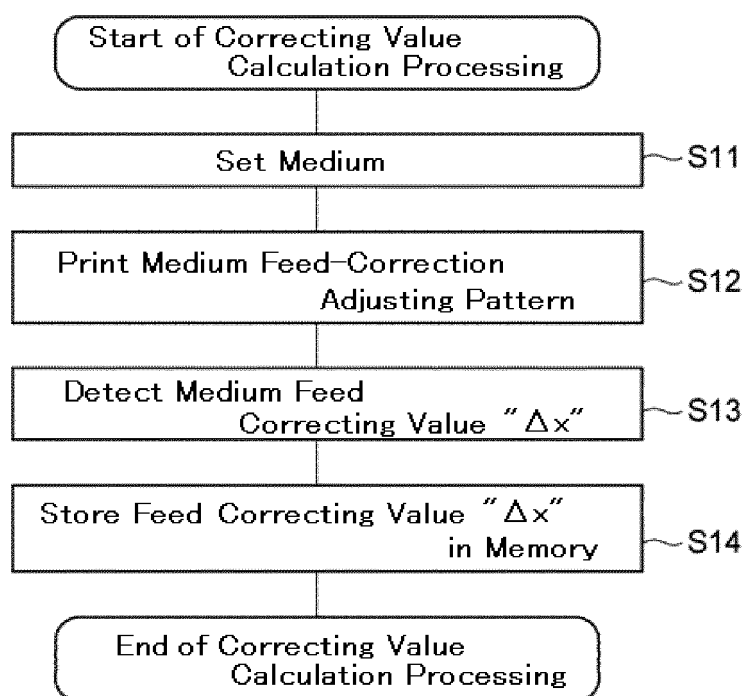 Start of Correcting Value
Calculation Processing
Set Medium
S11
Print Medium Feed-Correction
Adjusting Pattern
S12
Detect Medium Feed
Correcting Value "Δx"
S13
Store Feed Correcting Value "Δx"
in Memory
S14
End of Correcting Value
Calculation Processing